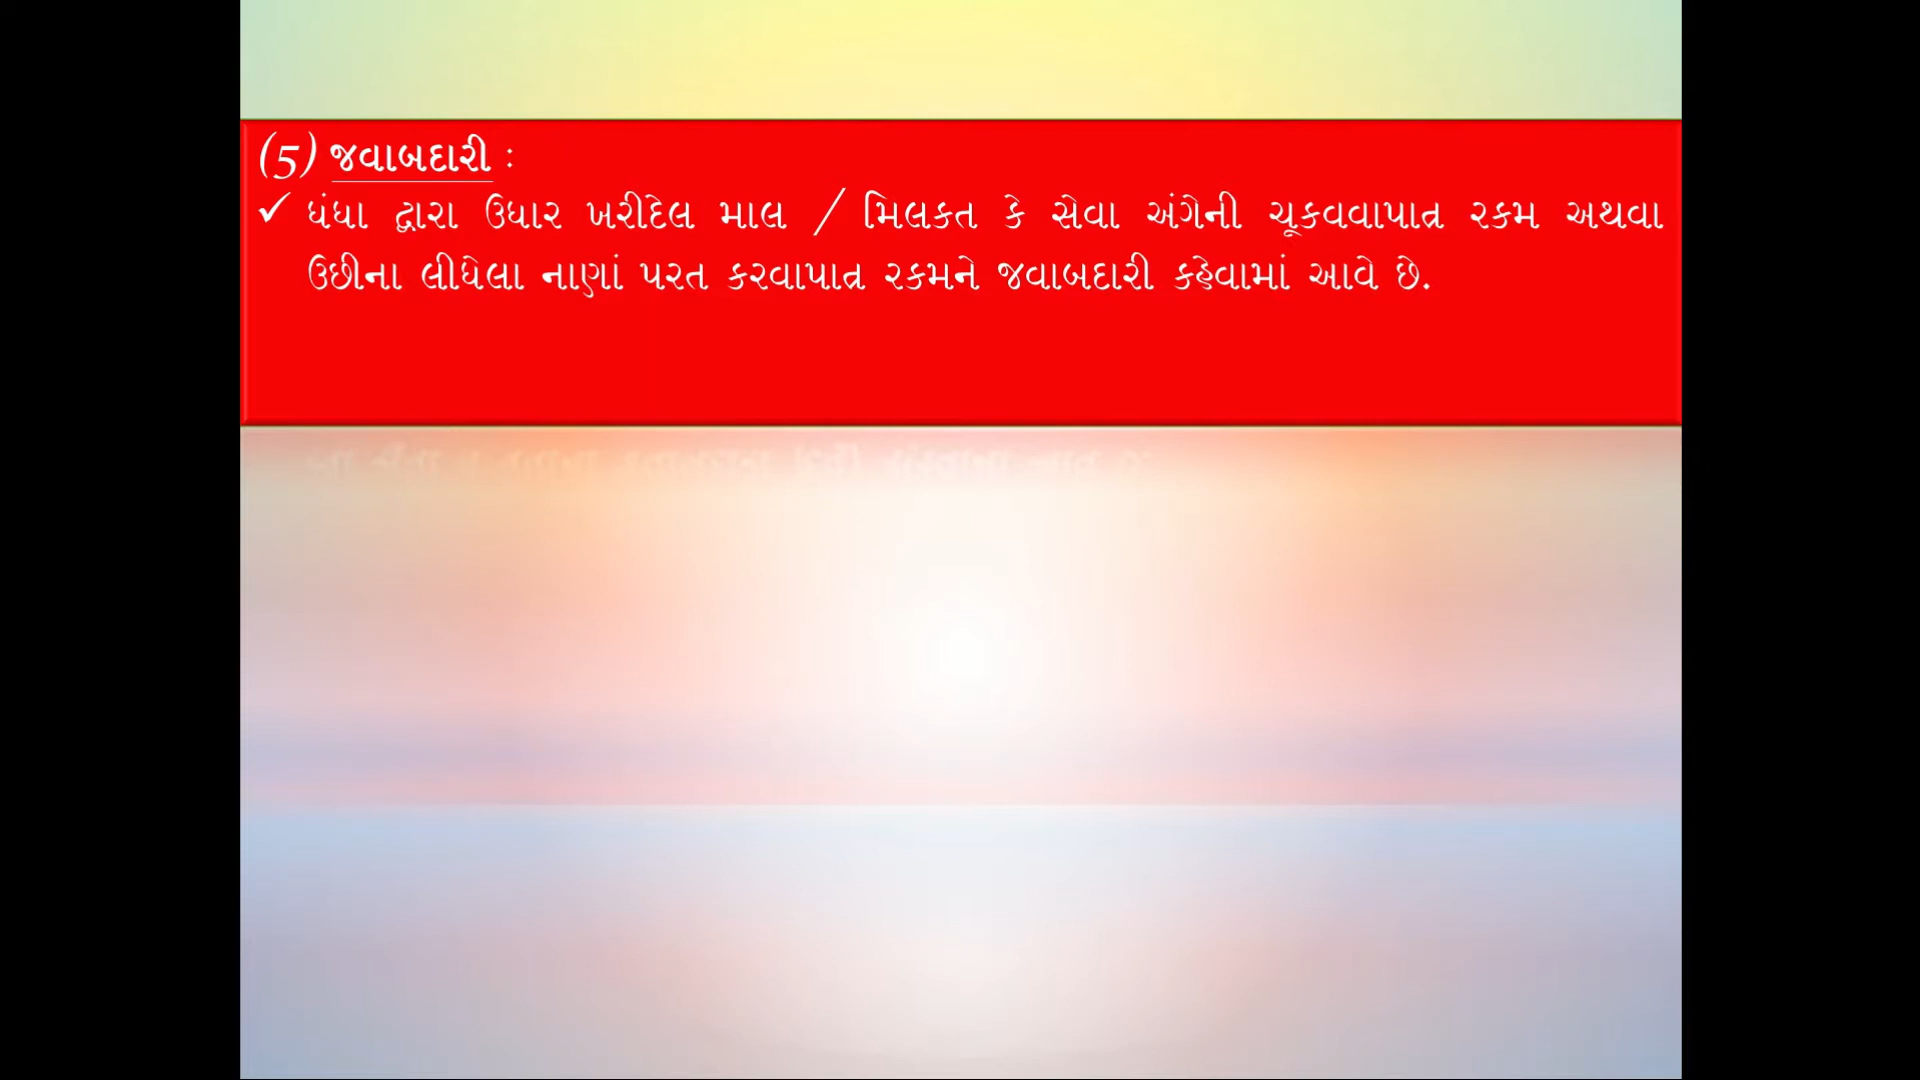 (5) જવાબદારી :
✓ ધંધા દ્વારા ઉધાર ખરીદેલ માલ / મિલકત કે સેવા અંગેની ચૂકવવાપાત્ર રકમ અથવા
ઉછીના લીધેલા નાણાં પરત કરવાપાત્ર રકમને જવાબદારી કહેવામાં આવે છે.